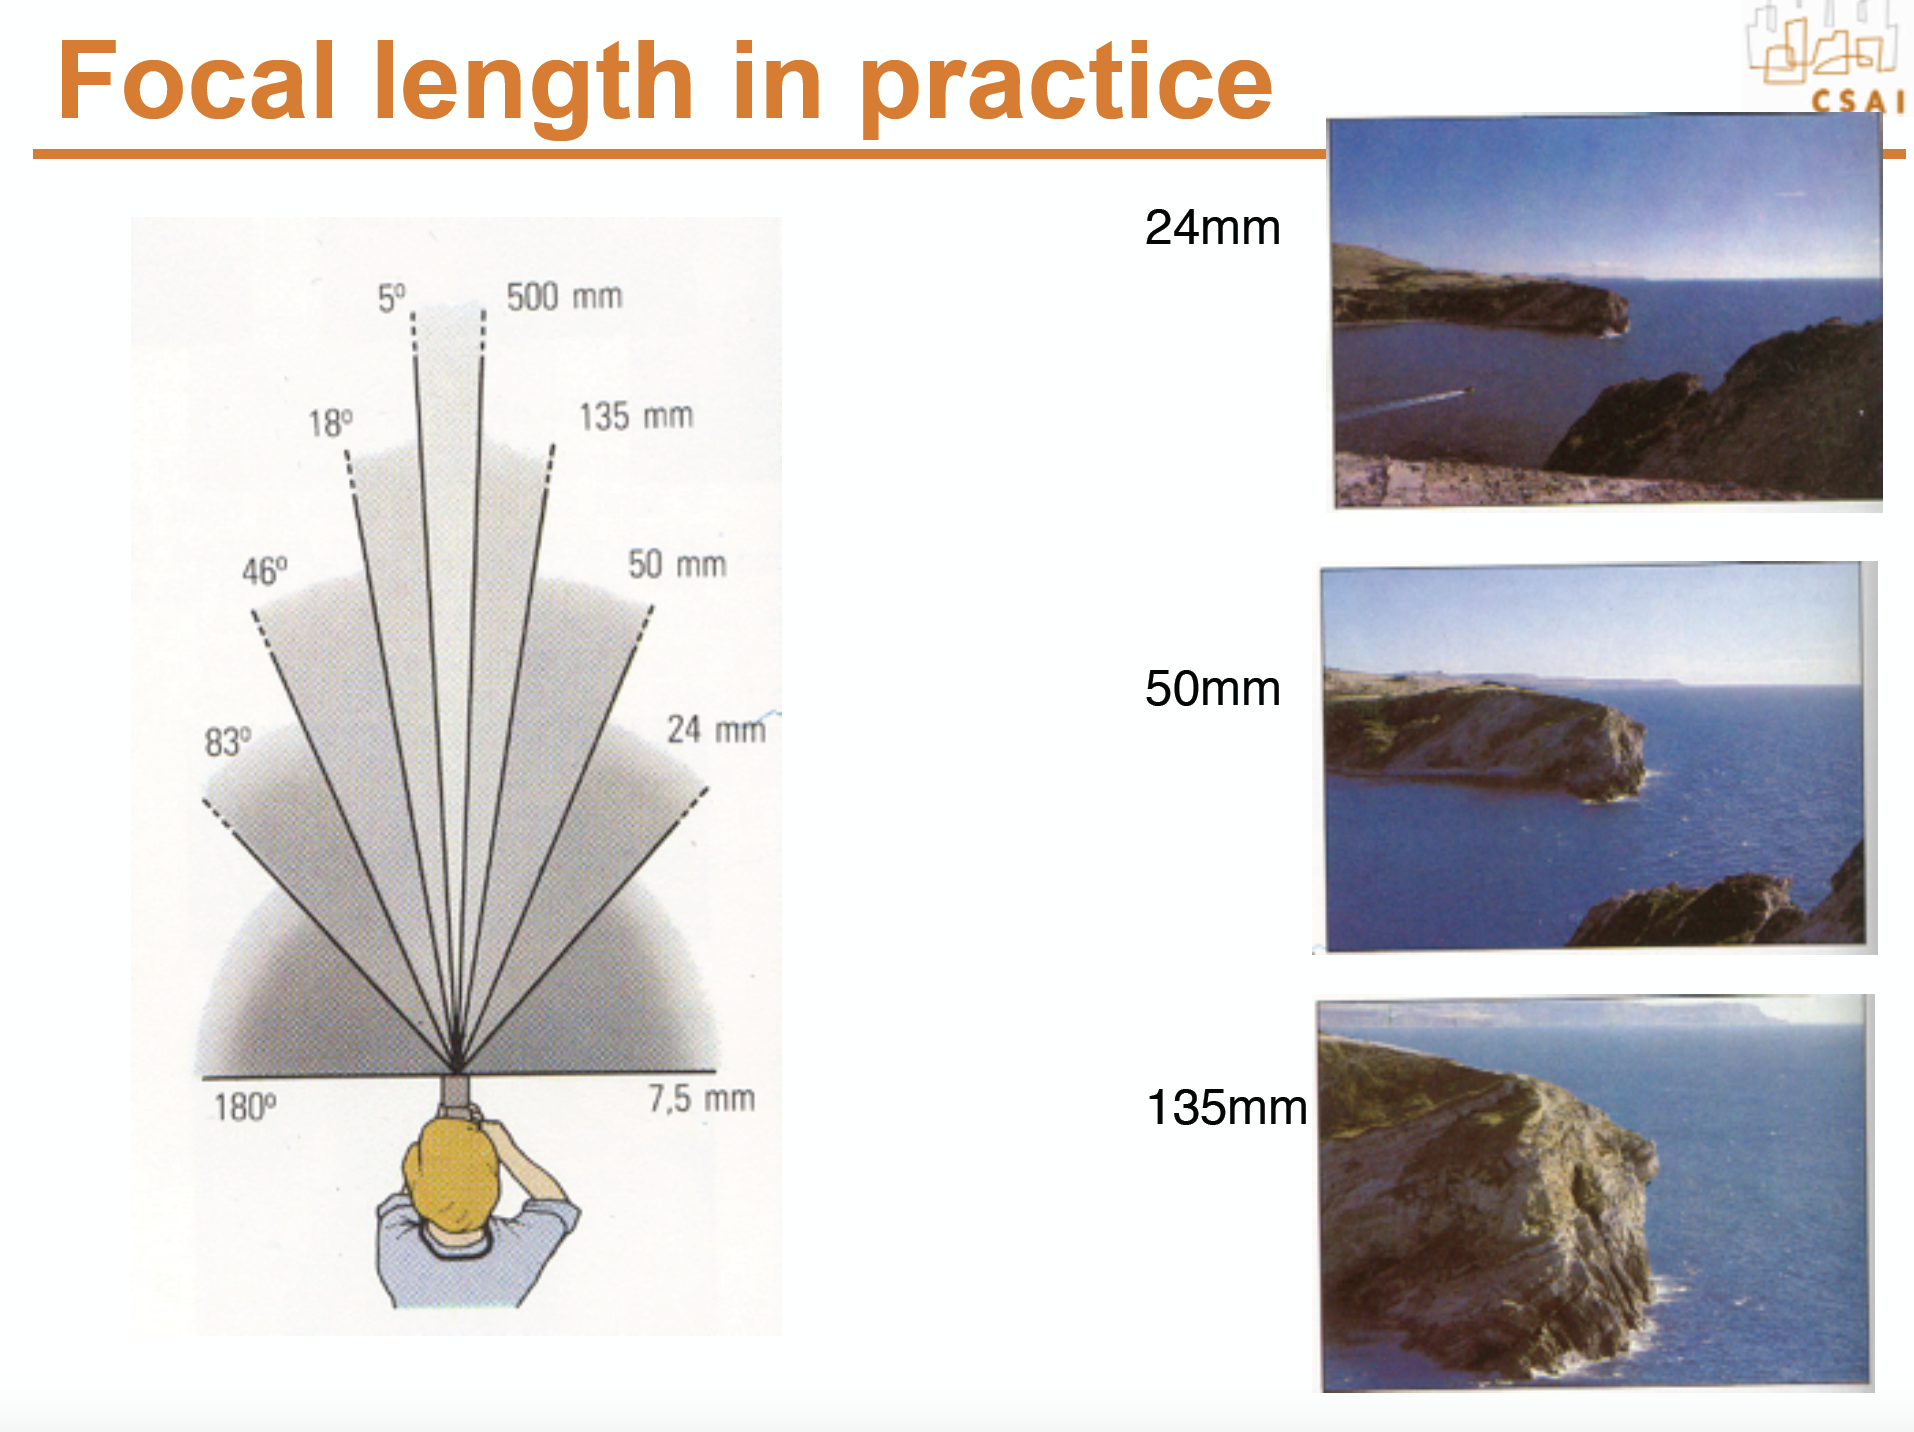 Focal length in practice
CSAI
24mm
5º 500 mm
18º 135 mm
46º 50 mm
83º 24 mm
180º 7,5 mm
50mm
135mm